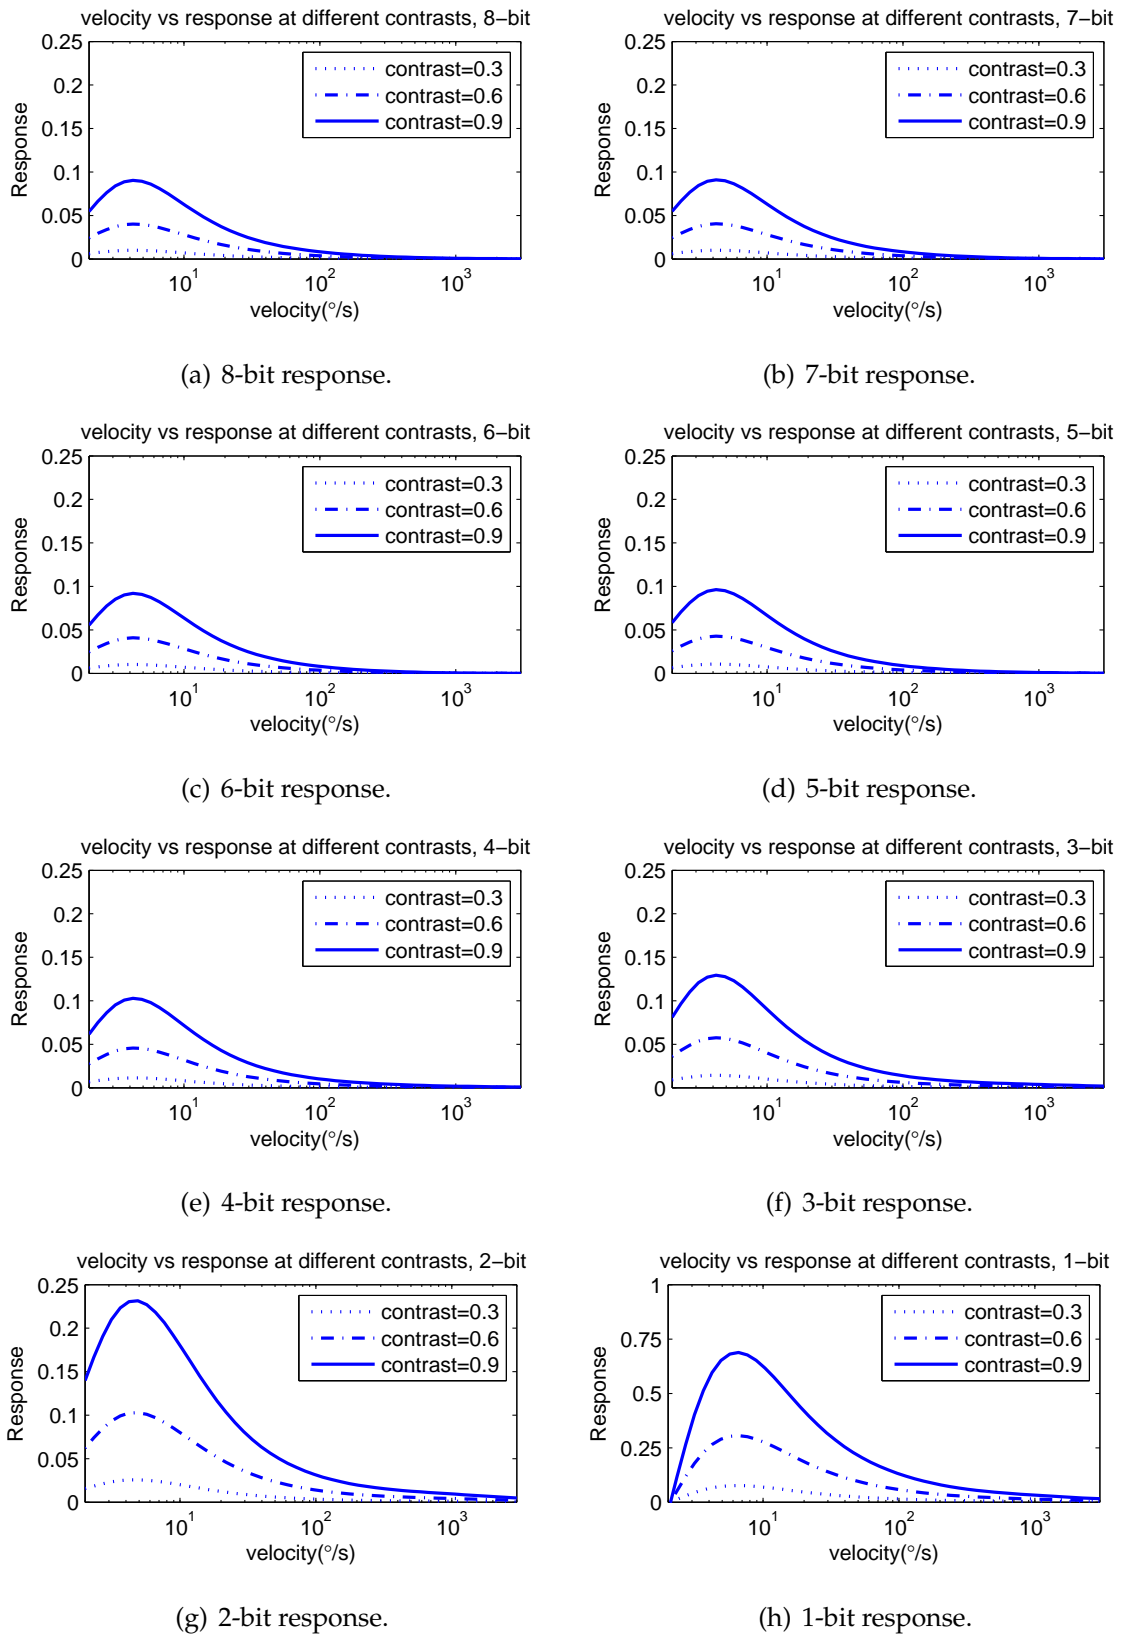 velocity vs response at different contrasts, 8−bit
0.25
0.2
0.15
0.1
0.05
0
Response
contrast=0.3
contrast=0.6
contrast=0.9
10^1
10^2
10^3
velocity(°/s)
(a) 8-bit response.
velocity vs response at different contrasts, 7−bit
0.25
0.2
0.15
0.1
0.05
0
Response
contrast=0.3
contrast=0.6
contrast=0.9
10^1
10^2
10^3
velocity(°/s)
(b) 7-bit response.
velocity vs response at different contrasts, 6−bit
0.25
0.2
0.15
0.1
0.05
0
Response
contrast=0.3
contrast=0.6
contrast=0.9
10^1
10^2
10^3
velocity(°/s)
(c) 6-bit response.
velocity vs response at different contrasts, 5−bit
0.25
0.2
0.15
0.1
0.05
0
Response
contrast=0.3
contrast=0.6
contrast=0.9
10^1
10^2
10^3
velocity(°/s)
(d) 5-bit response.
velocity vs response at different contrasts, 4−bit
0.25
0.2
0.15
0.1
0.05
0
Response
contrast=0.3
contrast=0.6
contrast=0.9
10^1
10^2
10^3
velocity(°/s)
(e) 4-bit response.
velocity vs response at different contrasts, 3−bit
0.25
0.2
0.15
0.1
0.05
0
Response
contrast=0.3
contrast=0.6
contrast=0.9
10^1
10^2
10^3
velocity(°/s)
(f) 3-bit response.
velocity vs response at different contrasts, 2−bit
0.25
0.2
0.15
0.1
0.05
0
Response
contrast=0.3
contrast=0.6
contrast=0.9
10^1
10^2
10^3
velocity(°/s)
(g) 2-bit response.
velocity vs response at different contrasts, 1−bit
1
0.75
0.5
0.25
0
Response
contrast=0.3
contrast=0.6
contrast=0.9
10^1
10^2
10^3
velocity(°/s)
(h) 1-bit response.